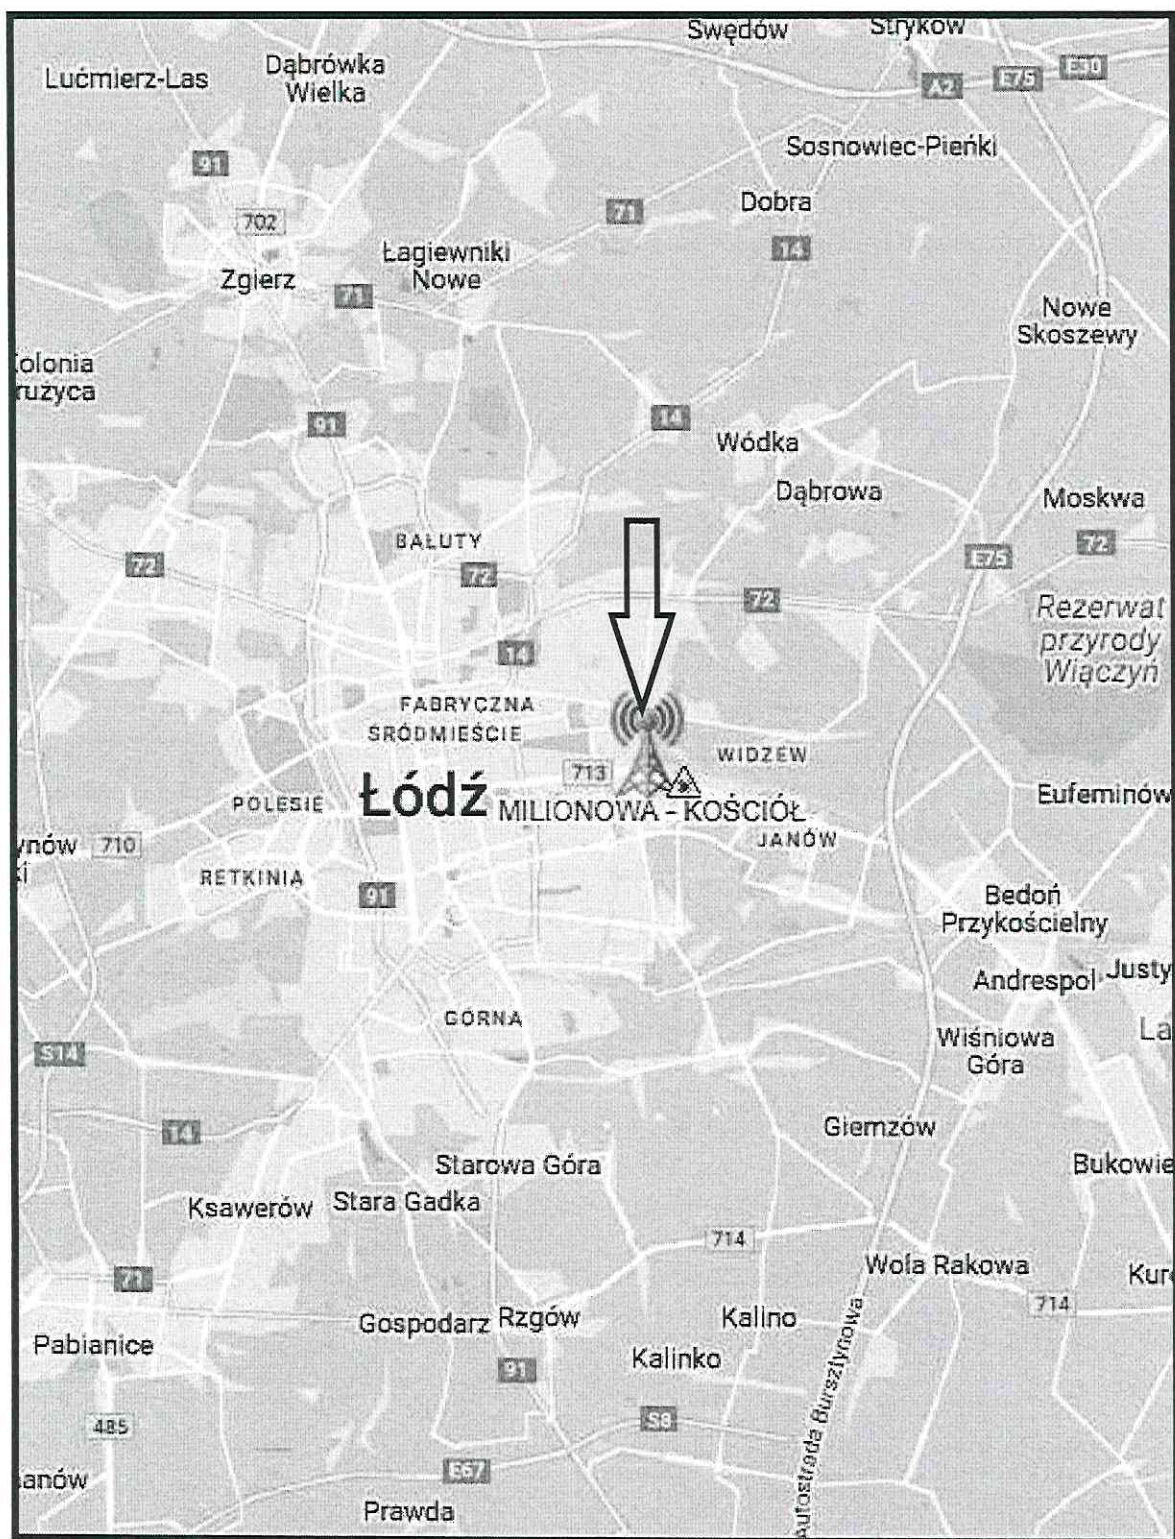 Swędów
Stryków
Lućmierz-Las
Dąbrówka
Wielka
A2
E75
E30
Sosnowiec-Pieńki
91
702
71
Dobra
14
Łagiewniki
Nowe
Zgierz
71
Nowe
Skoszewy
91
14
Wódka
Dąbrowa
Moskwa
BAŁUTY
72
72
72
E75
72
Rezerwat
przyrody
Wiączyń
14
FABRYCZNA
ŚRÓDMIEŚCIE
WIDZEW
713
POLESIE
Łódź
MILIONOWA - KOŚCIÓŁ
Eufeminów
JANÓW
710
RETKINIA
91
Bedoń
Przykościelny
Andrespol
Justy
GÓRNA
Wiśniowa
Góra
La
S14
14
Giemzów
Starowa Góra
Bukowie
Ksawerów
Stara Gadka
714
Wola Rakowa
71
714
Gospodarz
Rzgów
Kalino
Pabianice
Kalinko
91
485
S8
E67
Prawda
Autostrada Bursztynowa